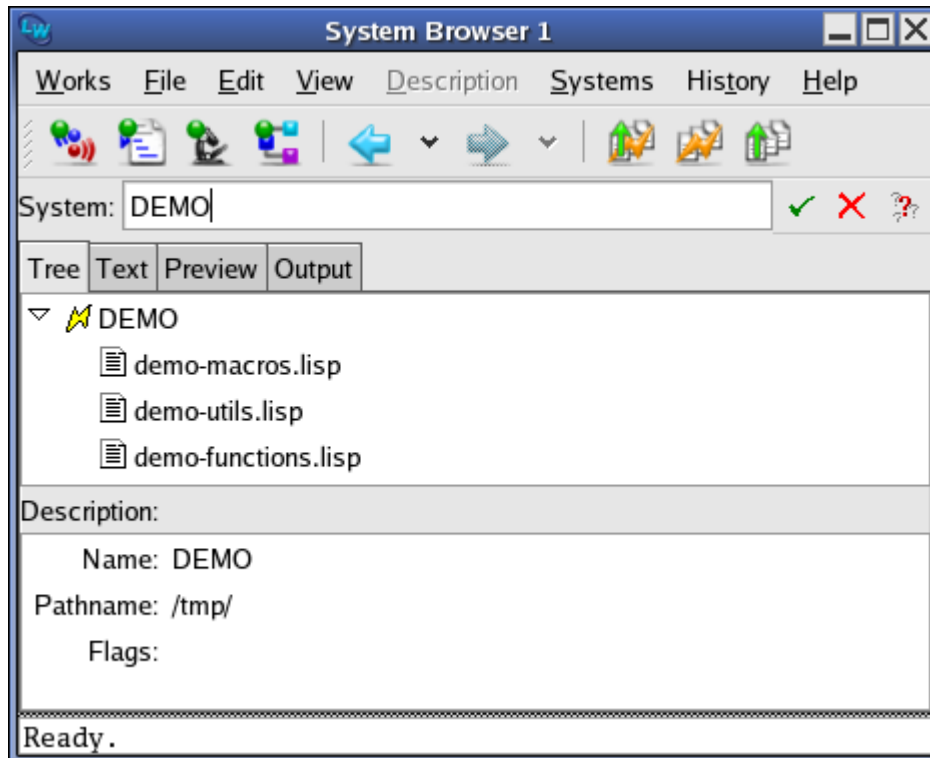 LW
System Browser 1
Works File Edit View Description Systems History Help
System: DEMO
Tree Text Preview Output
DEMO
demo-macros.lisp
demo-utils.lisp
demo-functions.lisp
Description:
Name: DEMO
Pathname: /tmp/
Flags:
Ready.